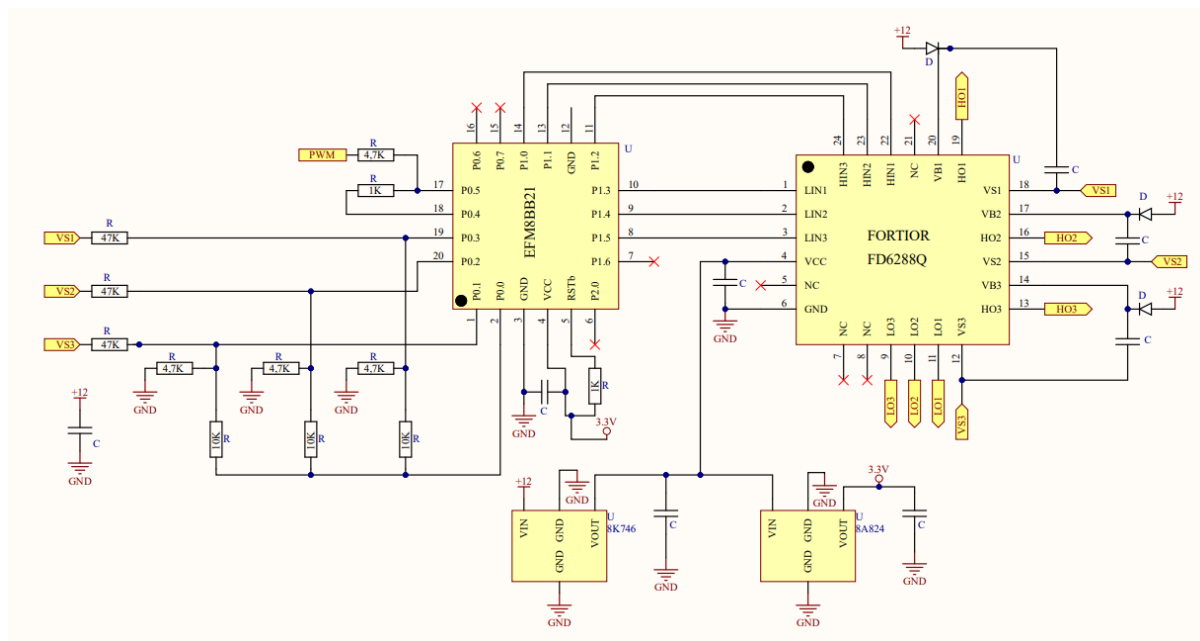 +12
D
HO1
14
13
12
11
24
23
22
21
20
19
16
15
P0.6
P0.7
P1.0
P1.1
GND
P1.2
U
HIN3
HIN2
HIN1
NC
VB1
HO1
U
C
R
PWM
4,7K
R
1K
17
P0.5
18
P0.4
19
P0.3
20
P0.2
EFM8BB21
P1.3
10
P1.4
9
P1.5
8
P1.6
7
1
LIN1
2
LIN2
3
LIN3
4
VCC
5
NC
6
GND
FORTIOR
FD6288Q
VS1
18
VS1
VB2
17
D
+12
HO2
16
HO2
C
VS2
15
VS2
VB3
14
D
+12
HO3
13
HO3
C
R
VS1
47K
R
VS2
47K
R
VS3
47K
P0.1
P0.0
GND
VCC
RSTb
P2.0
1
2
3
4
5
6
C
GND
NC
NC
LO3
LO2
LO1
VS3
7
8
9
10
11
12
LO3
LO2
LO1
VS3
R
4,7K
GND
R
4,7K
GND
R
4,7K
GND
C
GND
1K
R
3.3V
+12
C
GND
10K
R
10K
R
10K
R
+12
GND
VIN
GND
VOUT
GND
U
8K746
GND
C
GND
GND
VIN
GND
VOUT
GND
U
8A824
GND
3.3V
C
GND